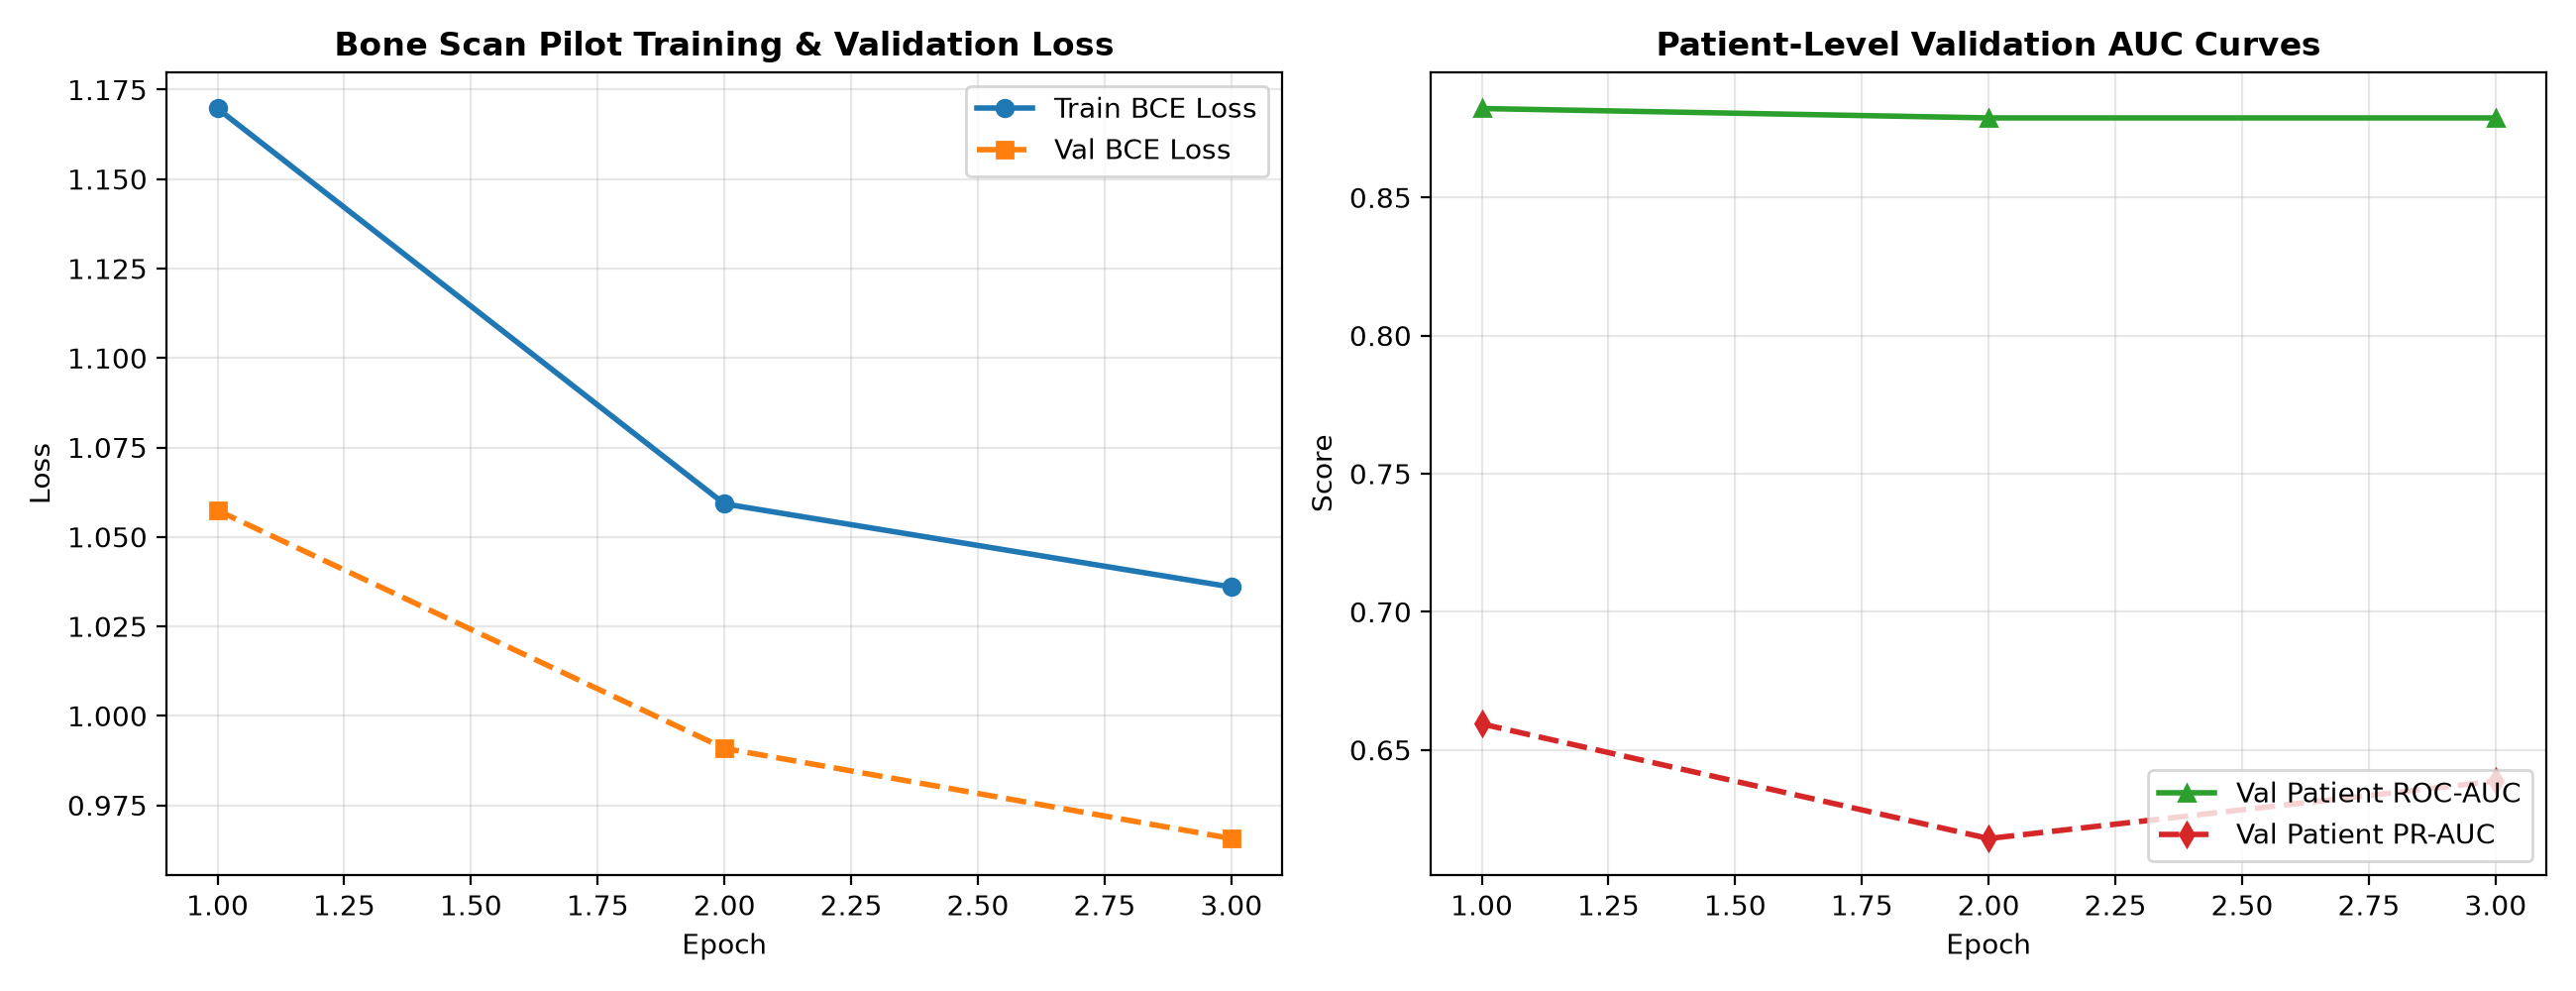 Bone Scan Pilot Training & Validation Loss
1.175
1.150
1.125
1.100
1.075
1.050
1.025
1.000
0.975
Loss
Train BCE Loss
Val BCE Loss
1.00 1.25 1.50 1.75 2.00 2.25 2.50 2.75 3.00
Epoch
Patient-Level Validation AUC Curves
0.85
0.80
0.75
0.70
0.65
Score
Val Patient ROC-AUC
Val Patient PR-AUC
1.00 1.25 1.50 1.75 2.00 2.25 2.50 2.75 3.00
Epoch